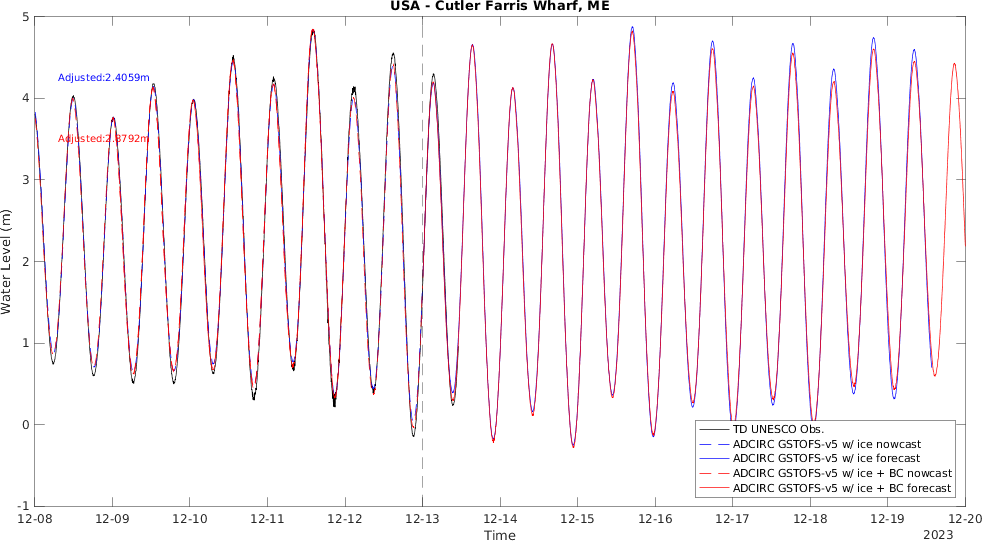 USA - Cutler Farris Wharf, ME
5
4
3
2
1
0
-1
Water Level (m)
Adjusted:2.4059m
Adjusted:2.8792m
TD UNESCO Obs.
ADCIRC GSTOFS-v5 w/ ice nowcast
ADCIRC GSTOFS-v5 w/ ice forecast
ADCIRC GSTOFS-v5 w/ ice + BC nowcast
ADCIRC GSTOFS-v5 w/ ice + BC forecast
12-08 12-09 12-10 12-11 12-12 12-13 12-14 12-15 12-16 12-17 12-18 12-19 12-20
Time
2023